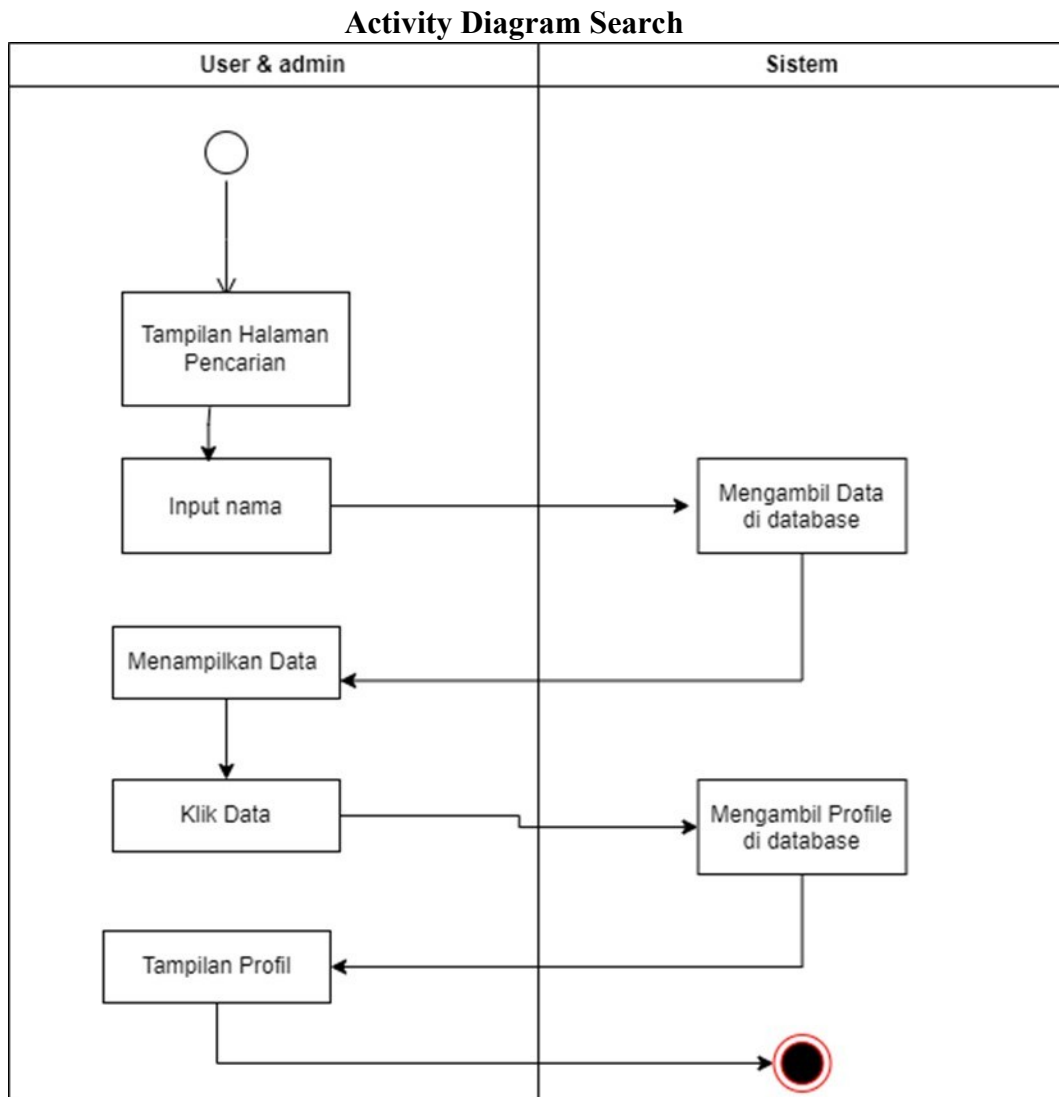 Activity Diagram Search
User & admin
Sistem
Tampilan Halaman
Pencarian
Input nama
Mengambil Data
di database
Menampilkan Data
Klik Data
Mengambil Profile
di database
Tampilan Profil